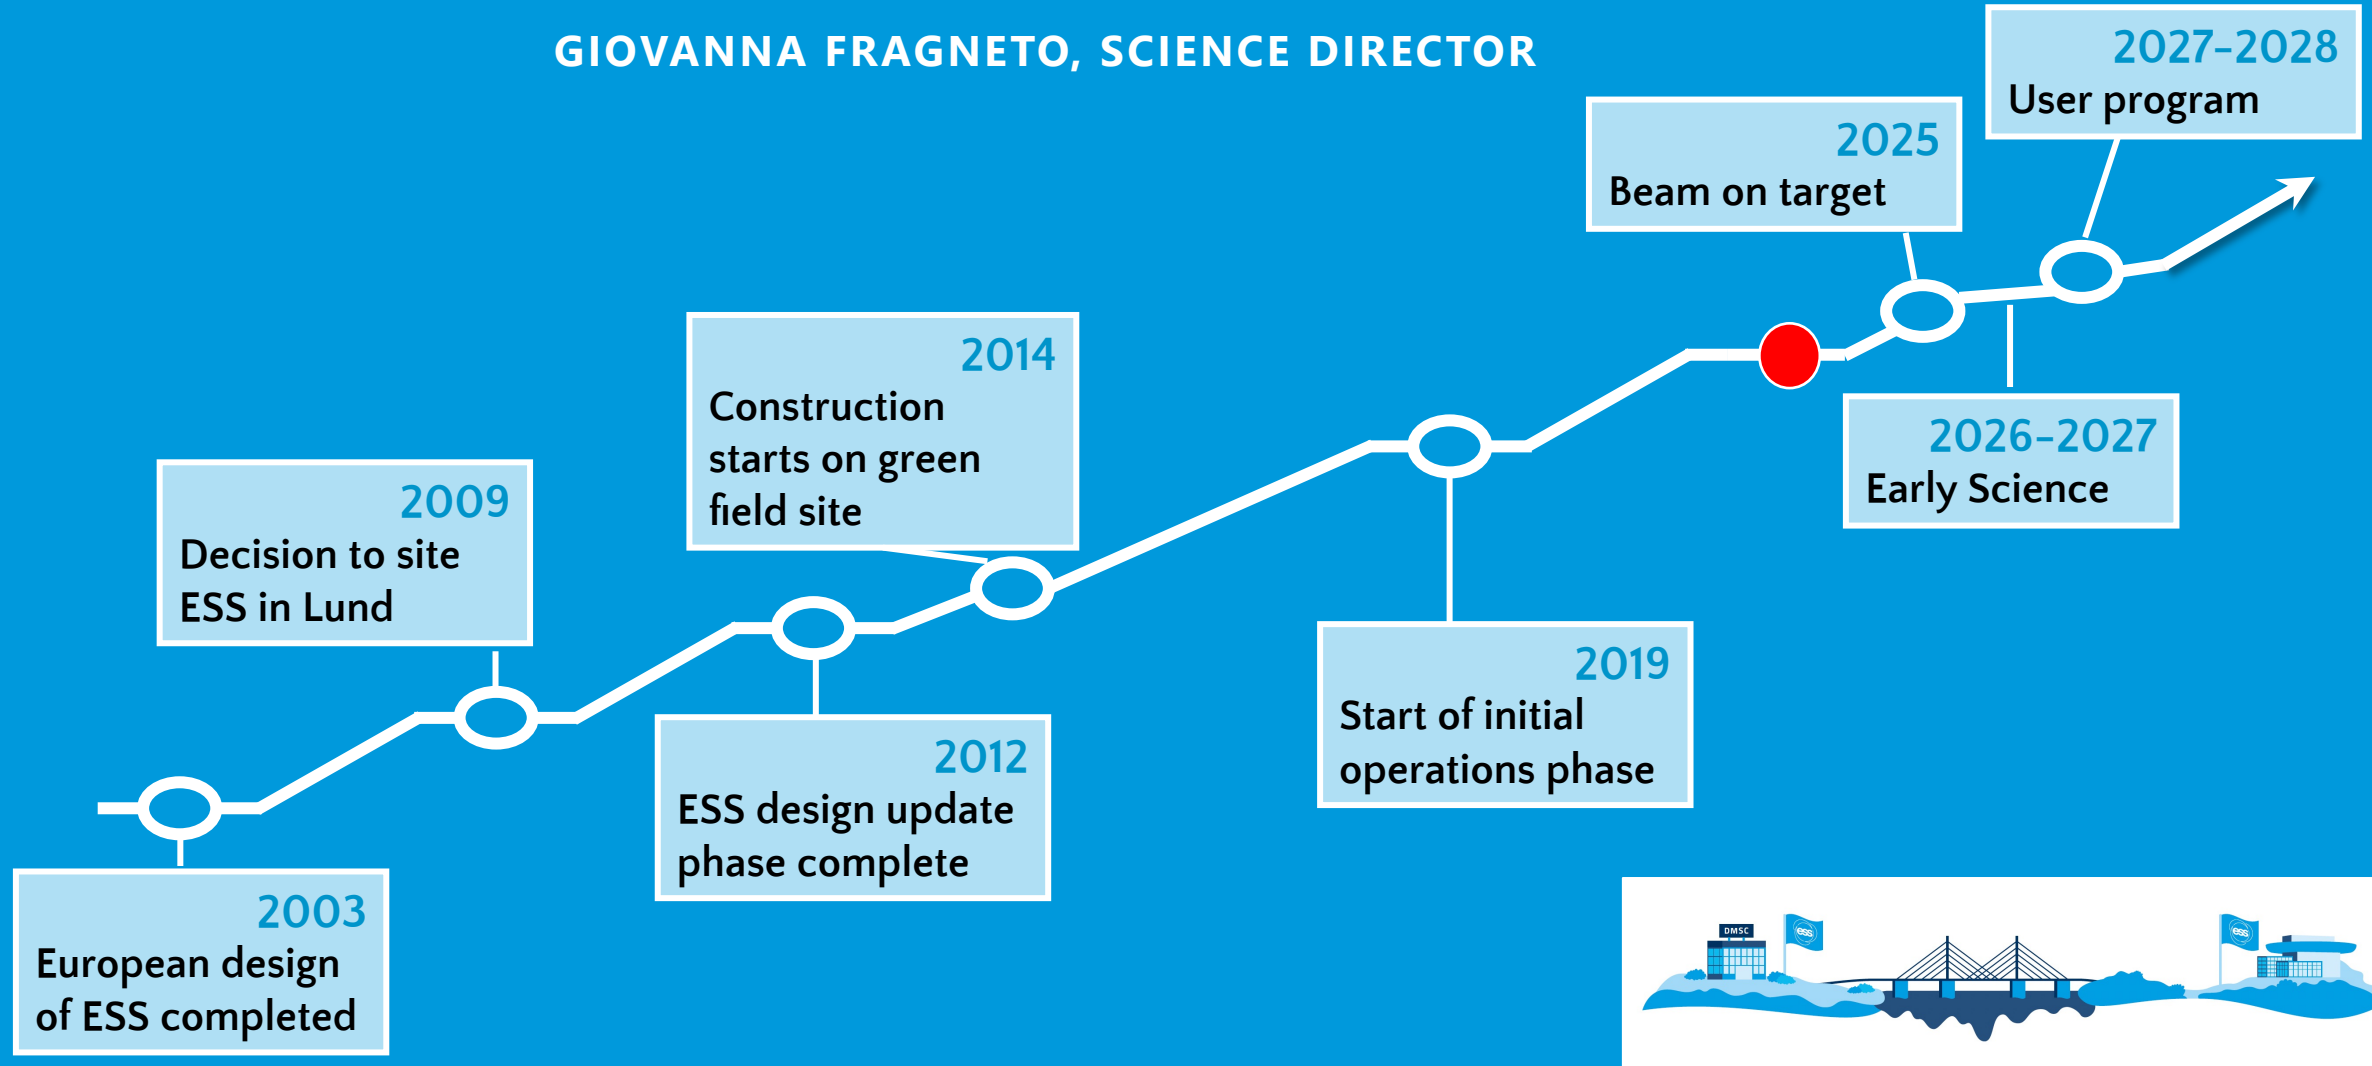 GIOVANNA FRAGNETO, SCIENCE DIRECTOR
2003
European design
of ESS completed
2009
Decision to site
ESS in Lund
2012
ESS design update
phase complete
2014
Construction
starts on green
field site
2019
Start of initial
operations phase
2025
Beam on target
2026–2027
Early Science
2027–2028
User program
DMSC
ess
ess